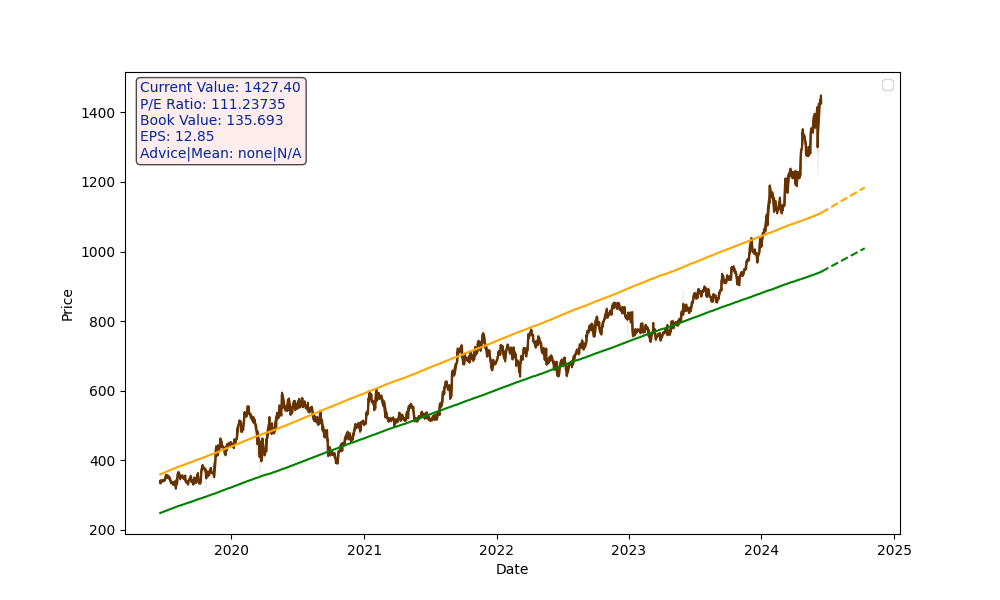 Current Value: 1427.40
P/E Ratio: 111.23735
Book Value: 135.693
EPS: 12.85
Advice|Mean: none|N/A
1400
1200
1000
800
600
400
200
Price
2020 2021 2022 2023 2024 2025
Date